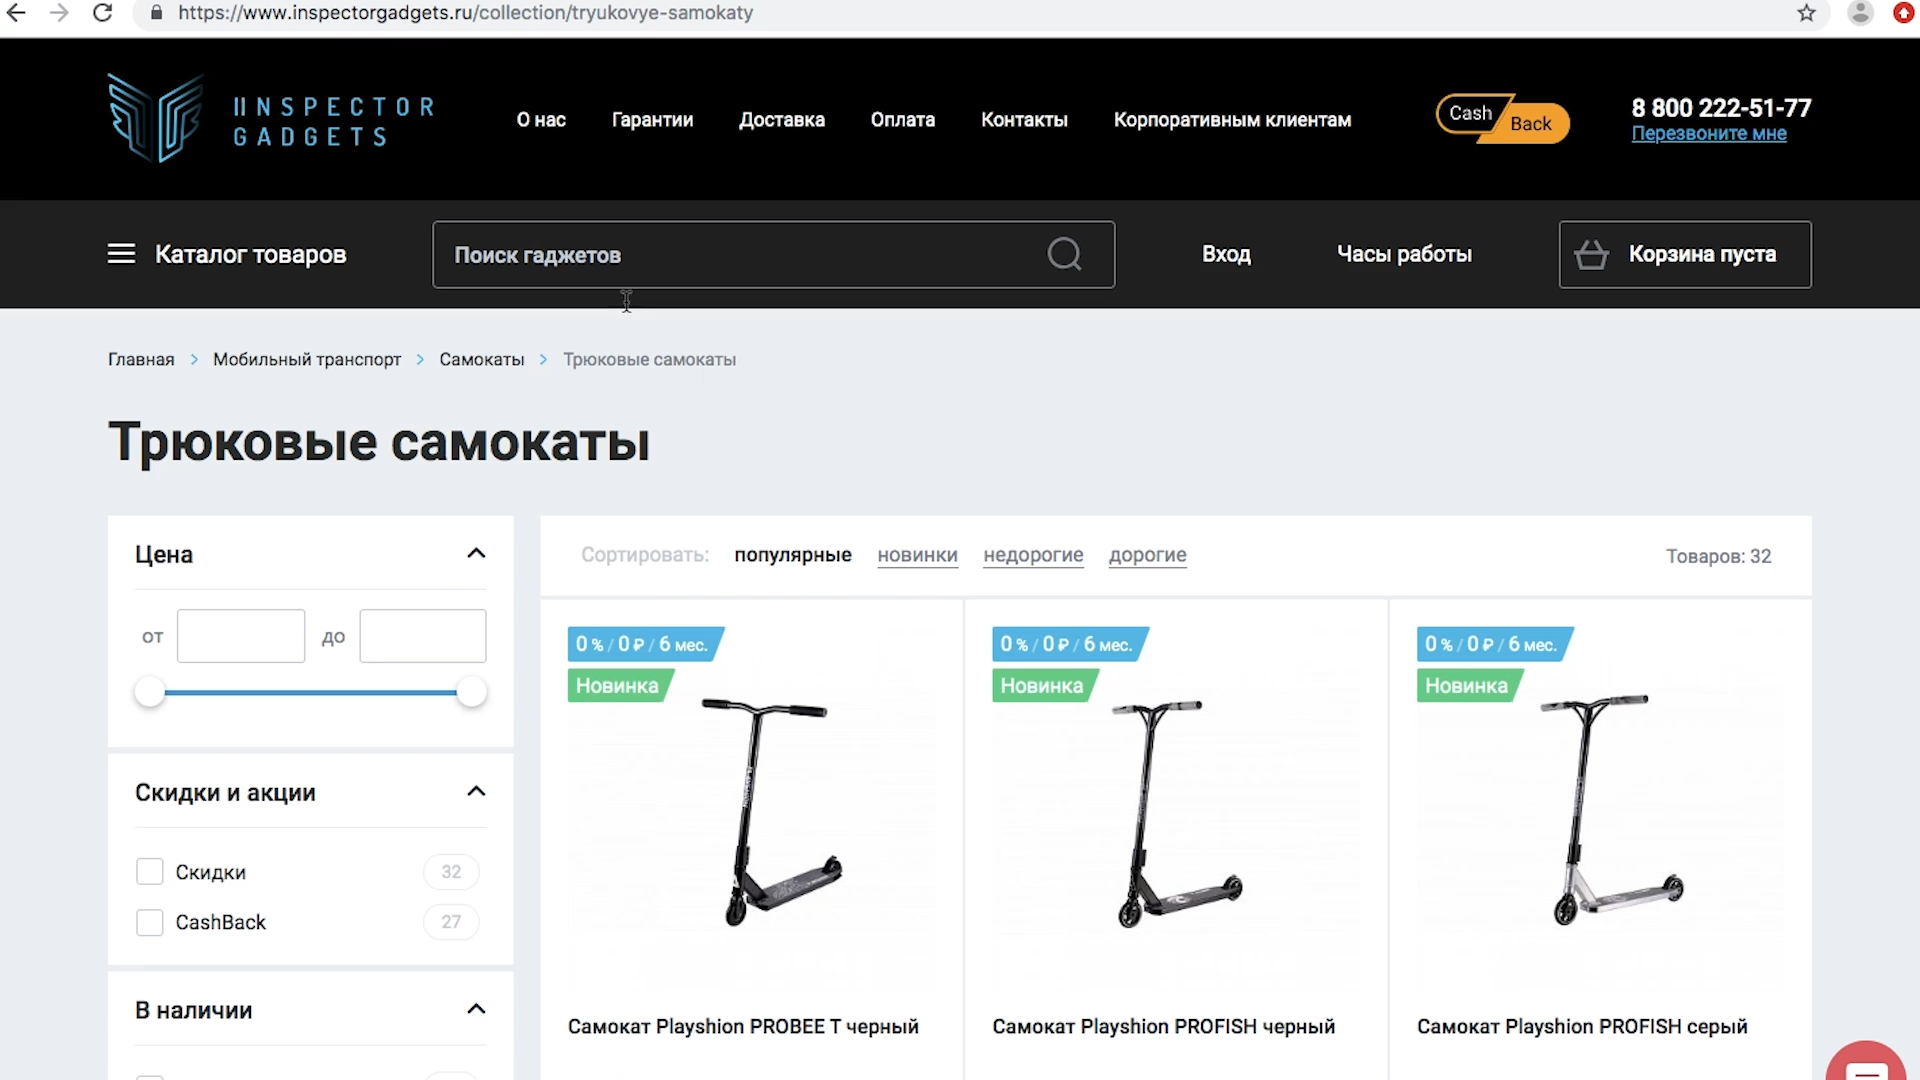 https://www.inspectorgadgets.ru/collection/tryukovye-samokaty
IINSPECTOR
GADGETS
О нас
Гарантии
Доставка
Оплата
Контакты
Корпоративным клиентам
Cash
Back
8 800 222-51-77
Перезвоните мне
Каталог товаров
Поиск гаджетов
Вход
Часы работы
Корзина пуста
Главная > Мобильный транспорт > Самокаты > Трюковые самокаты
Трюковые самокаты
Цена
от
до
Скидки и акции
Скидки 32
CashBack 27
В наличии
Сортировать: популярные новинки недорогие дорогие
Товаров: 32
0 % / 0 ₽ / 6 мес.
Новинка
Самокат Playshion PROBEE T черный
0 % / 0 ₽ / 6 мес.
Новинка
Самокат Playshion PROFISH черный
0 % / 0 ₽ / 6 мес.
Новинка
Самокат Playshion PROFISH серый